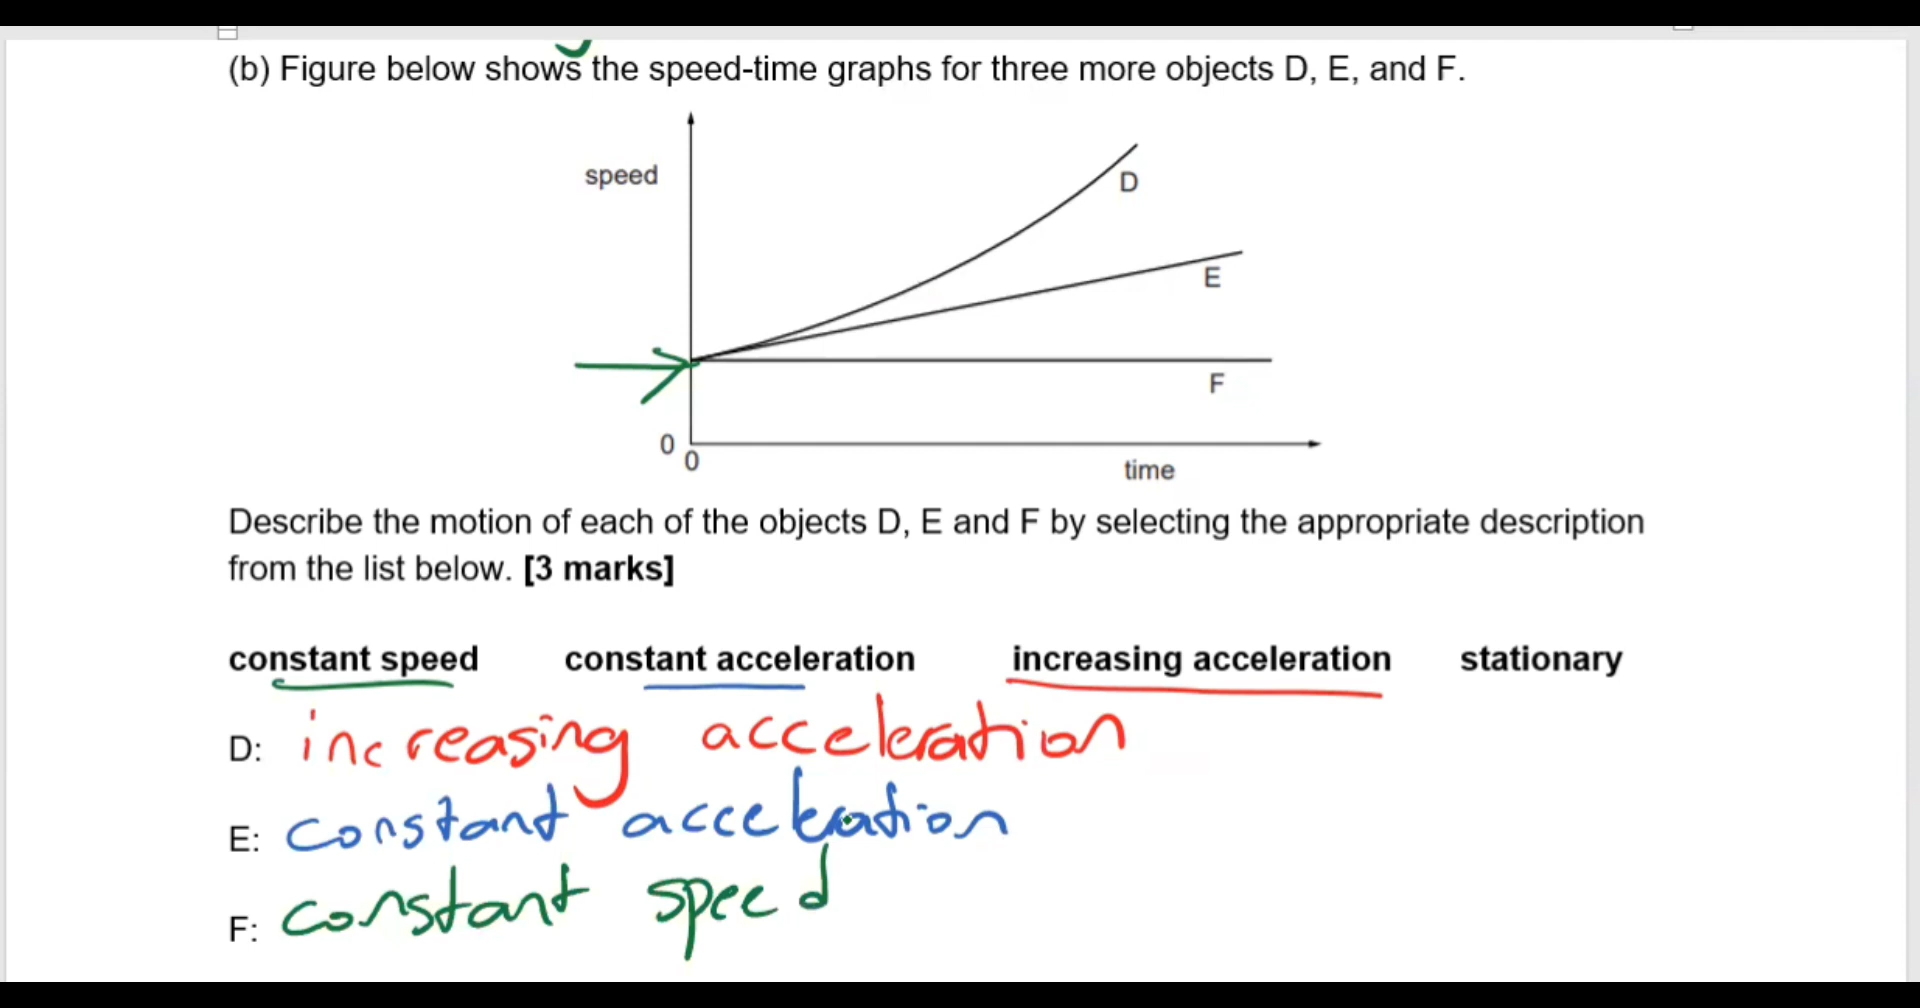 (b) Figure below shows the speed-time graphs for three more objects D, E, and F.
speed
D
E
F
0
0
time
Describe the motion of each of the objects D, E and F by selecting the appropriate description
from the list below. [3 marks]
constant speed constant acceleration increasing acceleration stationary
D: increasing acceleration
E: constant acceleration
F: constant speed